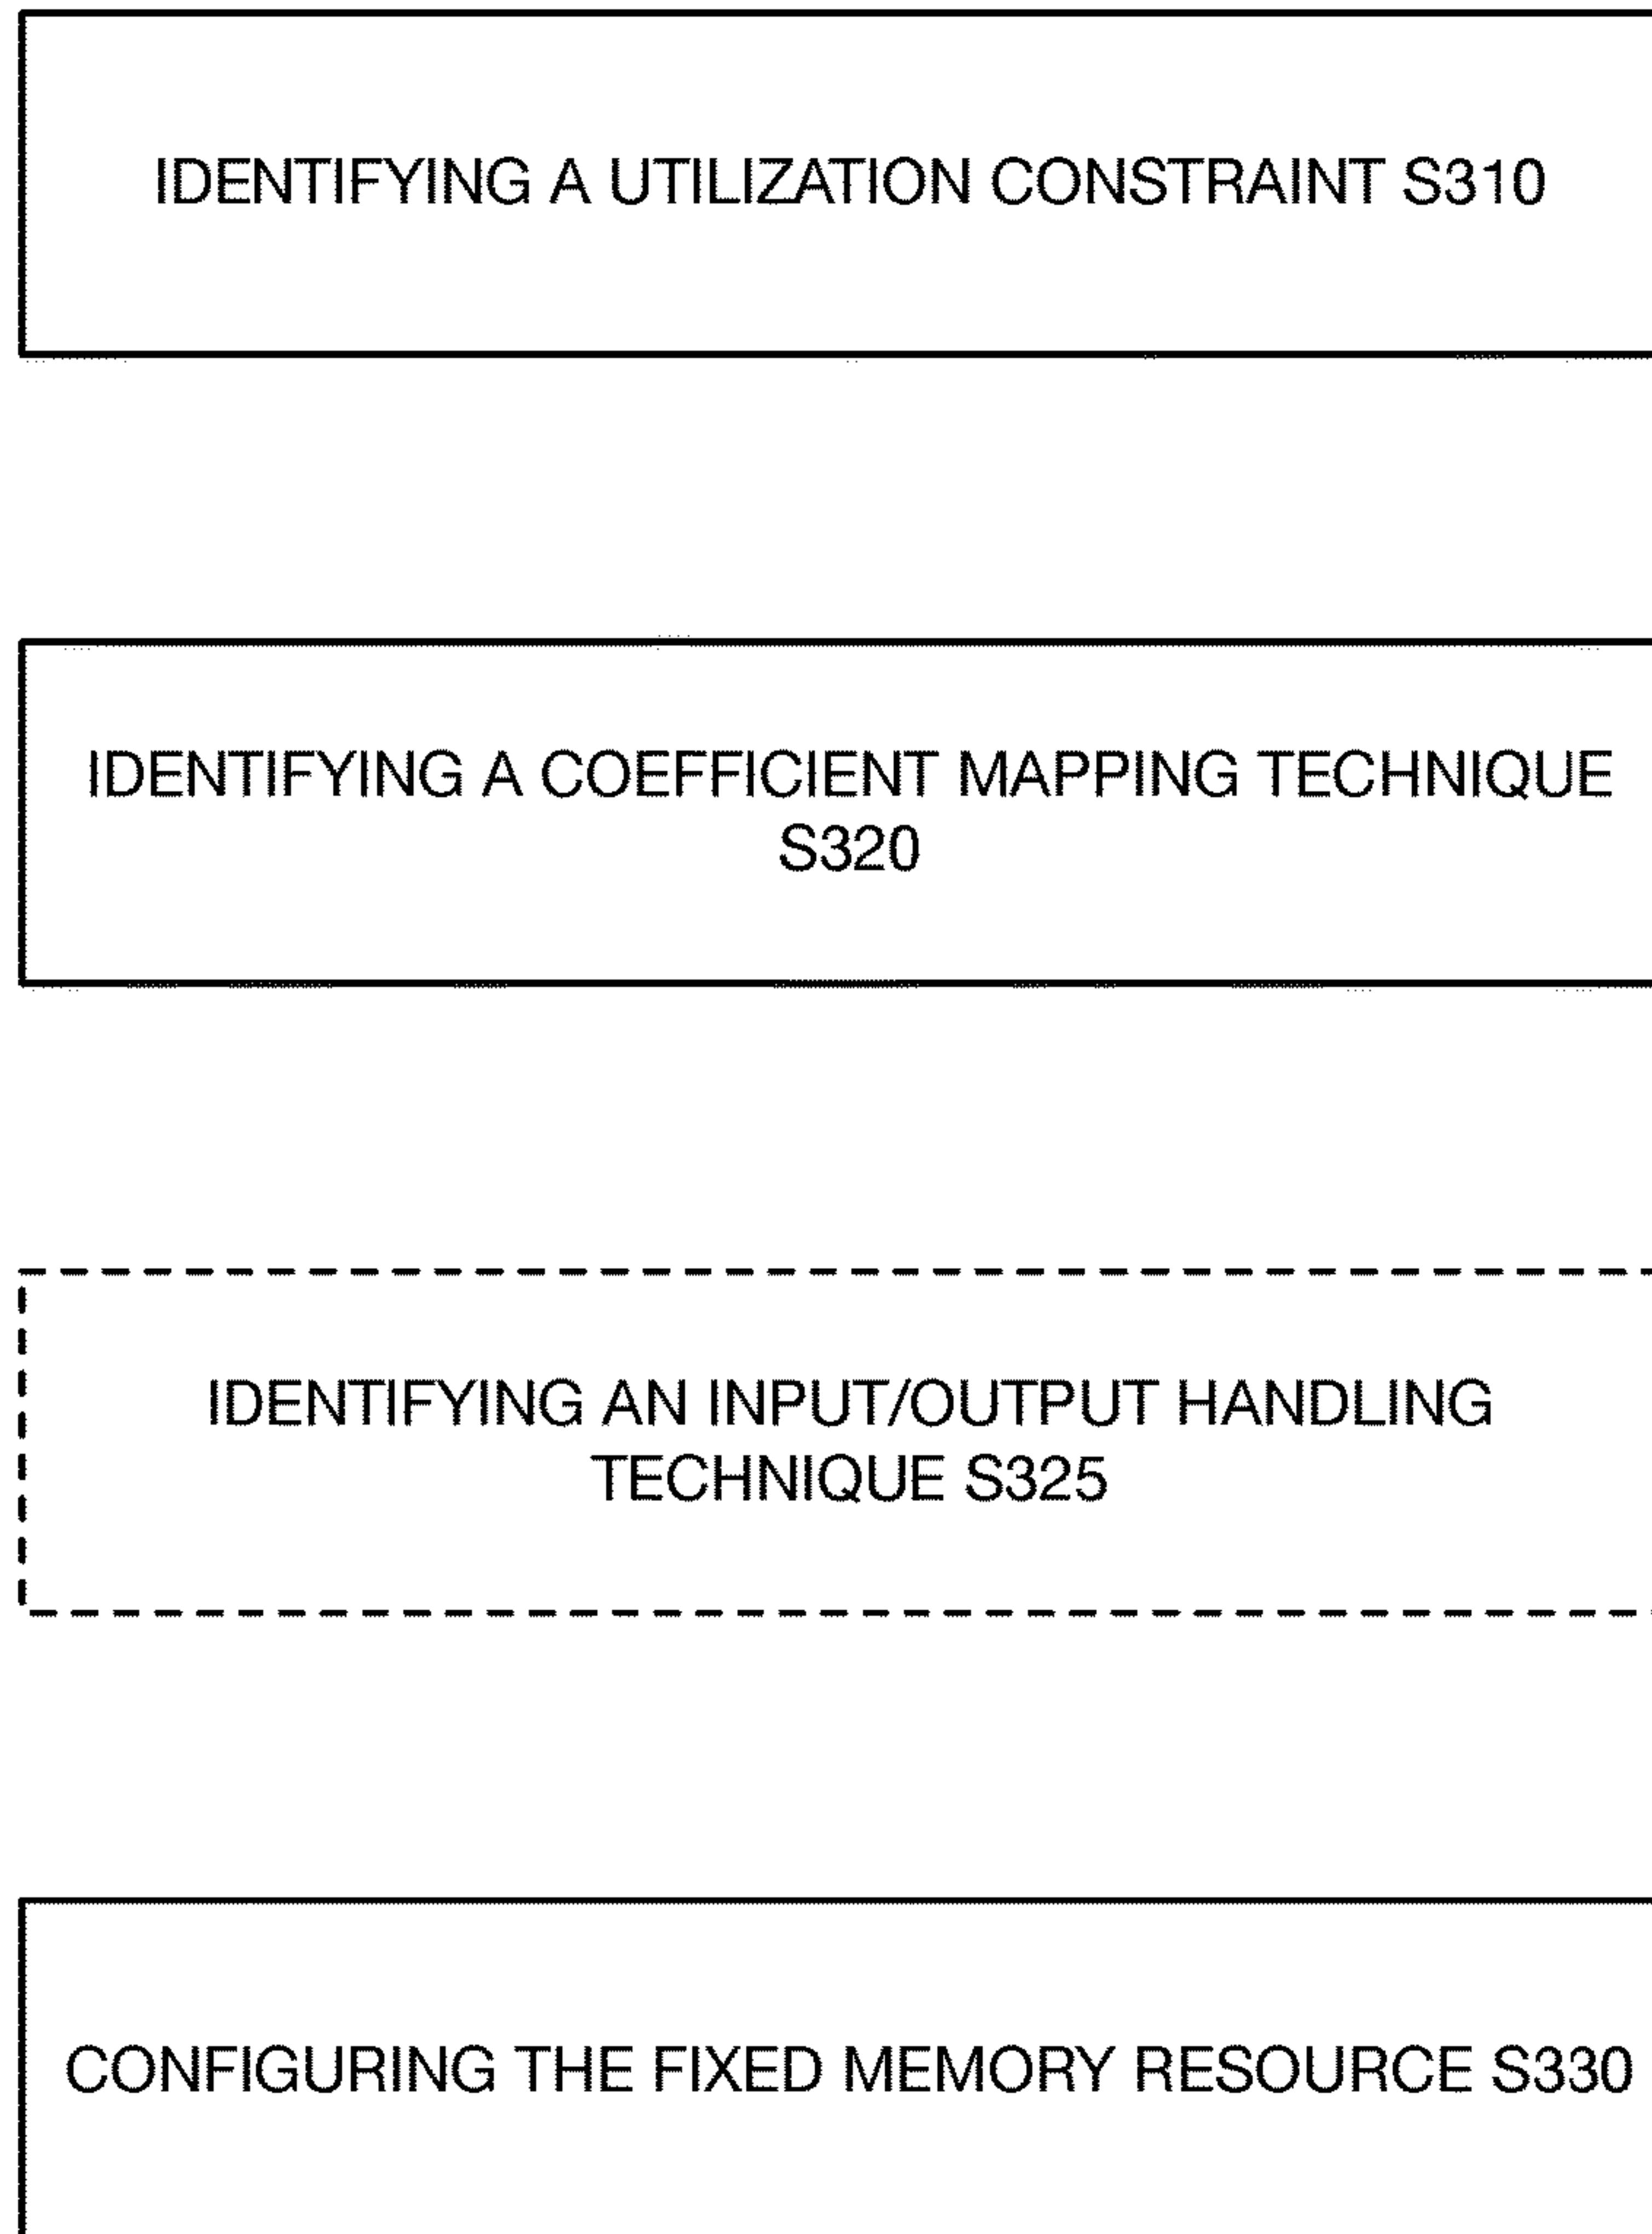 IDENTIFYING A UTILIZATION CONSTRAINT S310
IDENTIFYING A COEFFICIENT MAPPING TECHNIQUE
S320
IDENTIFYING AN INPUT/OUTPUT HANDLING
TECHNIQUE S325
CONFIGURING THE FIXED MEMORY RESOURCE S330